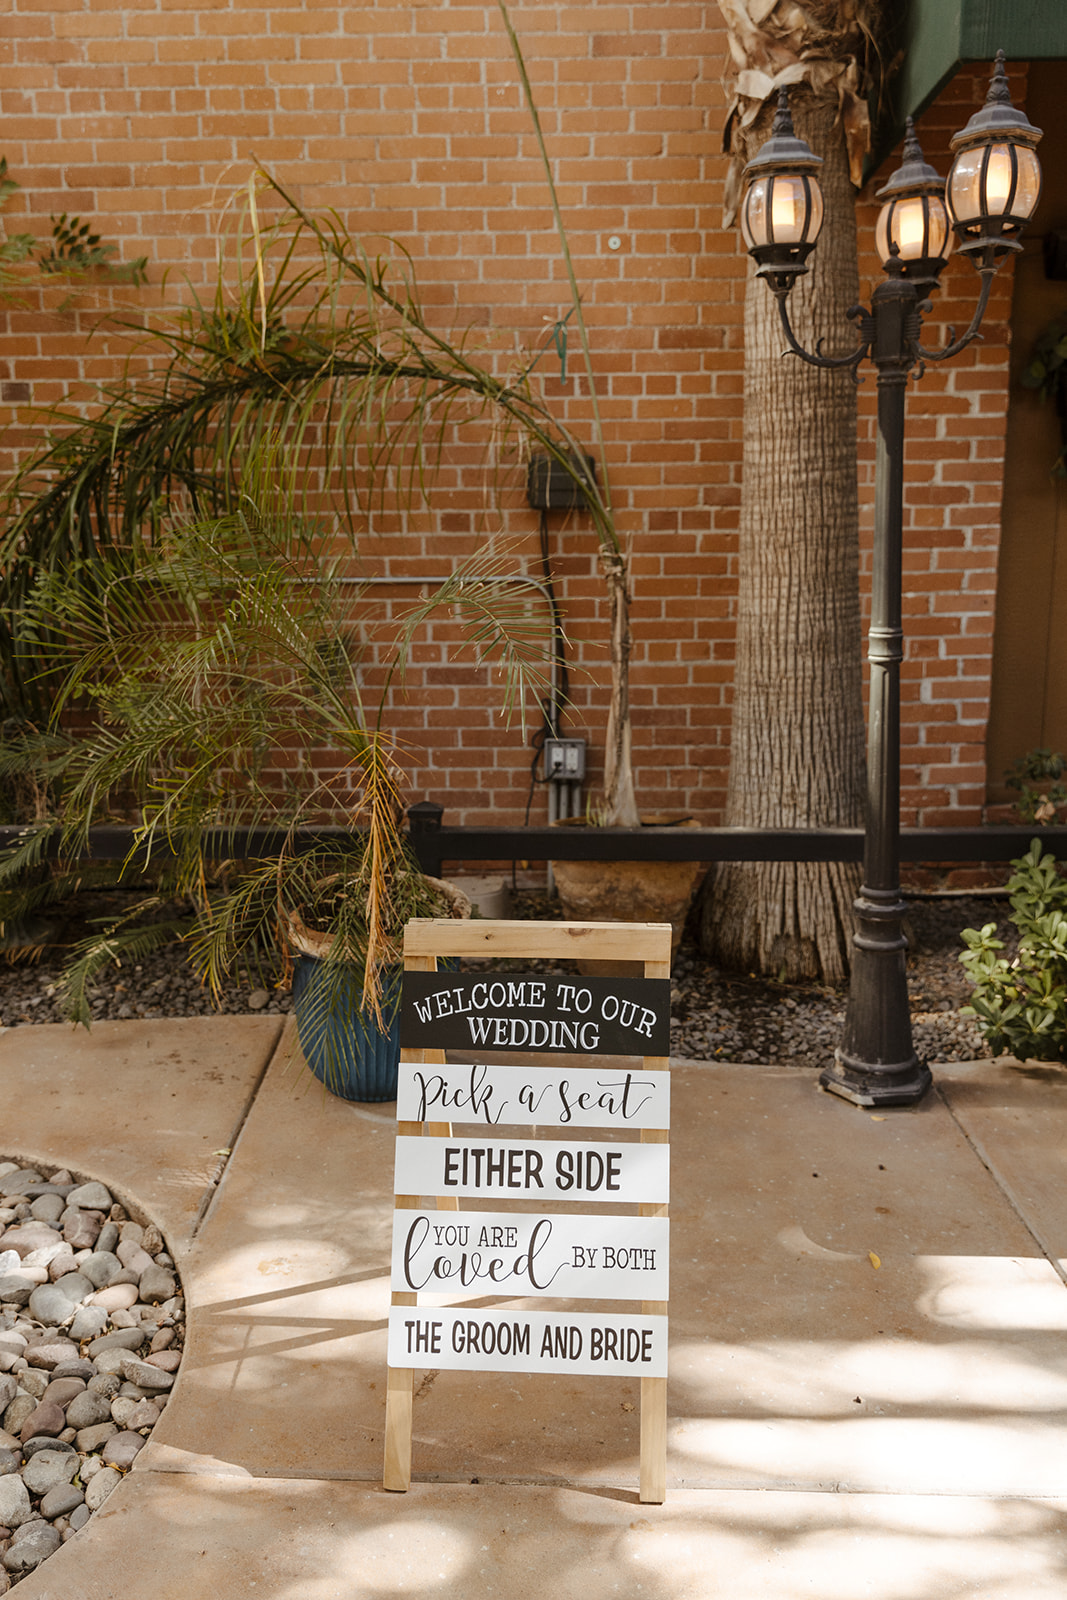 WELCOME TO OUR
WEDDING
Pick a seat
EITHER SIDE
YOU ARE
loved BY BOTH
THE GROOM AND BRIDE